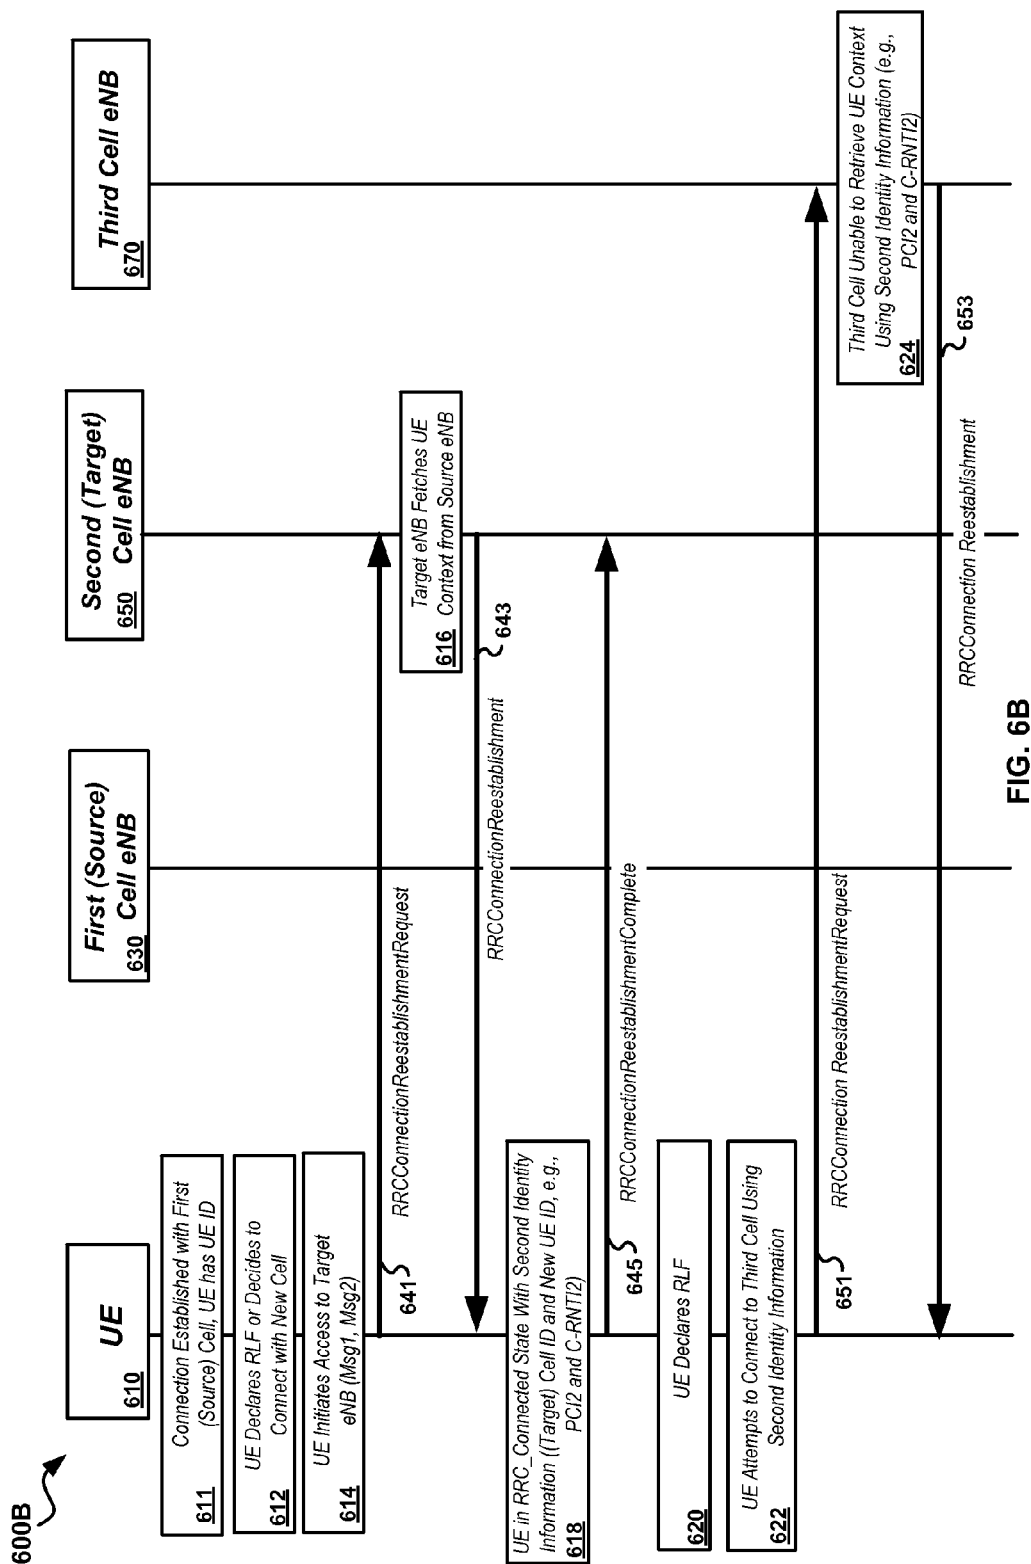 600B
UE
610
First (Source)
Cell eNB
630
Second (Target)
Cell eNB
650
Third Cell eNB
670
Connection Established with First
(Source) Cell, UE has UE ID
611
UE Declares RLF or Decides to
Connect with New Cell
612
UE Initiates Access to Target
eNB (Msg1, Msg2)
614
641
RRCConnectionReestablishmentRequest
Target eNB Fetches UE
Context from Source eNB
616
643
RRCConnectionReestablishment
UE in RRC_Connected State With Second Identity
Information ((Target) Cell ID and New UE ID, e.g.,
PCI2 and C-RNTI2)
618
645
RRCConnectionReestablishmentComplete
UE Declares RLF
620
UE Attempts to Connect to Third Cell Using
Second Identity Information
622
651
RRCConnection ReestablishmentRequest
Third Cell Unable to Retrieve UE Context
Using Second Identity Information (e.g.,
PCI2 and C-RNTI2)
624
653
RRCConnection Reestablishment
FIG. 6B